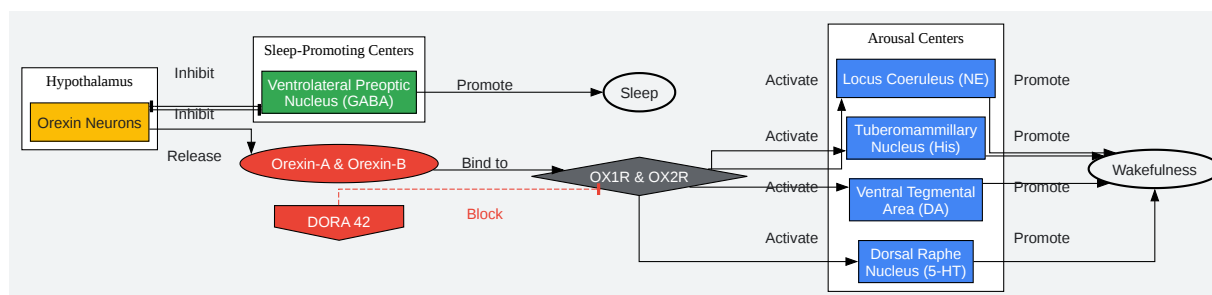 Hypothalamus
Orexin Neurons
Inhibit
Inhibit
Release
Sleep-Promoting Centers
Ventrolateral Preoptic
Nucleus (GABA)
Promote
Sleep
Orexin-A & Orexin-B
Bind to
OX1R & OX2R
DORA 42
Block
Arousal Centers
Activate
Locus Coeruleus (NE)
Promote
Activate
Tuberomammillary
Nucleus (His)
Promote
Activate
Ventral Tegmental
Area (DA)
Promote
Activate
Dorsal Raphe
Nucleus (5-HT)
Promote
Wakefulness